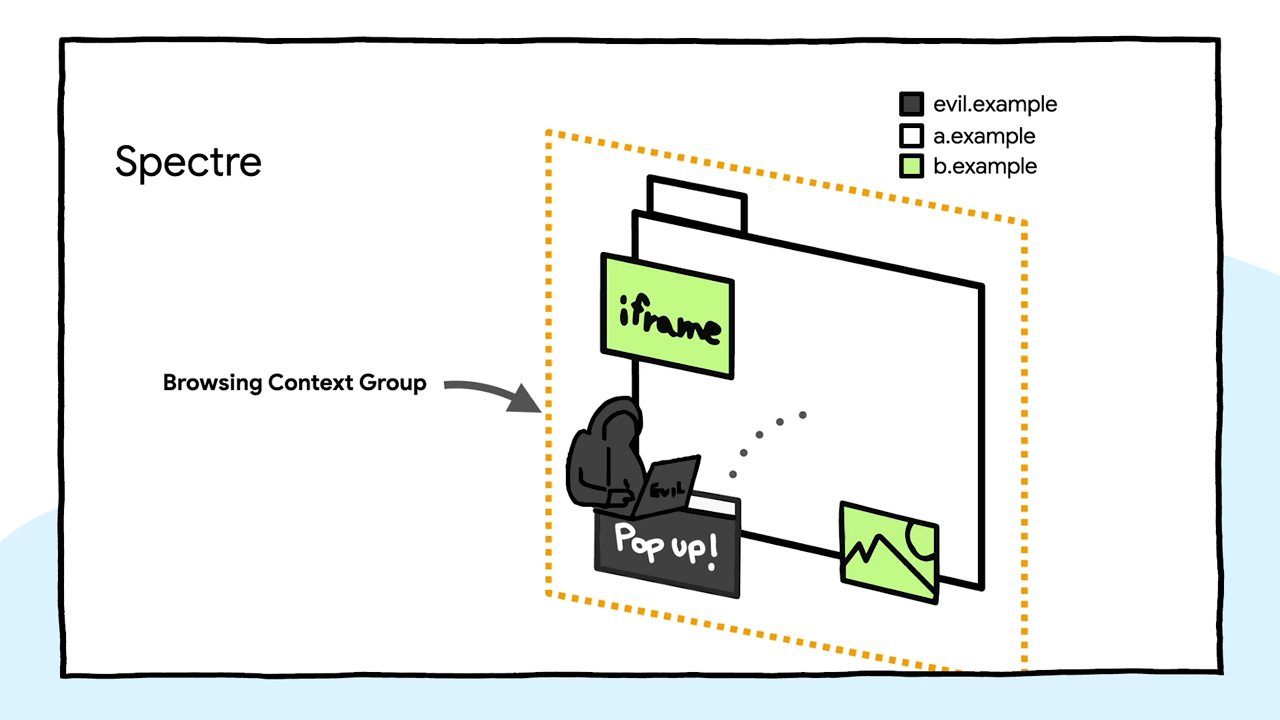 Spectre
evil.example
a.example
b.example
iframe
Browsing Context Group
EVIL
Pop up!